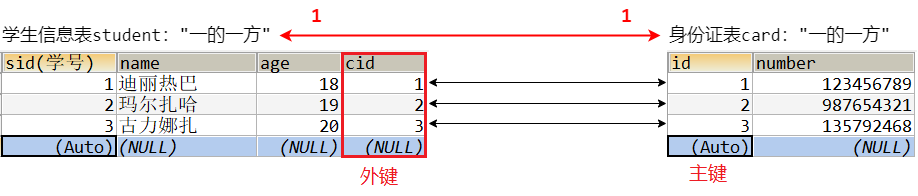 1 1
学生信息表student: "一的一方" 身份证表card: "一的一方"
sid(学号) name age cid id number
1 迪丽热巴 18 1 1 123456789
2 玛尔扎哈 19 2 2 987654321
3 古力娜扎 20 3 3 135792468
(Auto) (NULL) (NULL) (NULL) (Auto) (NULL)
外键 主键